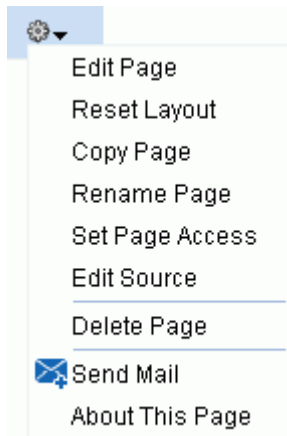 Edit Page
Reset Layout
Copy Page
Rename Page
Set Page Access
Edit Source
Delete Page
Send Mail
About This Page